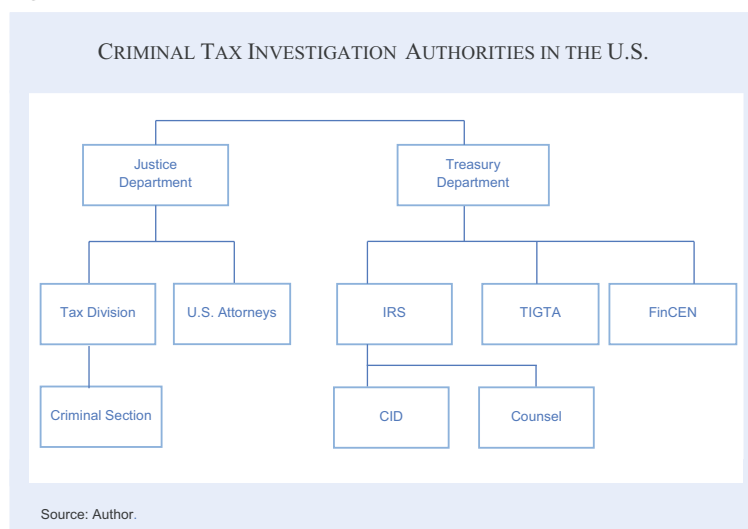 CRIMINAL TAX INVESTIGATION AUTHORITIES IN THE U.S.
Justice
Department
Treasury
Department
Tax Division
U.S. Attorneys
IRS
TIGTA
FinCEN
Criminal Section
CID
Counsel
Source: Author.